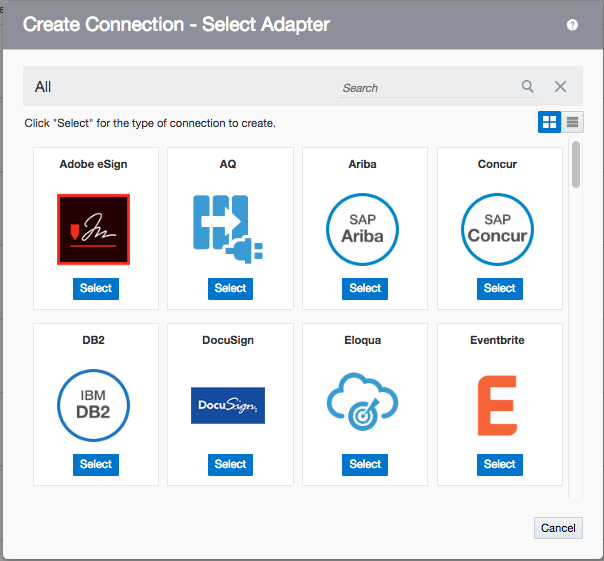 Create Connection - Select Adapter
?
All
Search
Click "Select" for the type of connection to create.
Adobe eSign
AQ
Ariba
Concur
SAP
Ariba
SAP
Concur
Select
Select
Select
Select
DB2
DocuSign
Eloqua
Eventbrite
IBM
DB2
DocuSign
E
Select
Select
Select
Select
Cancel